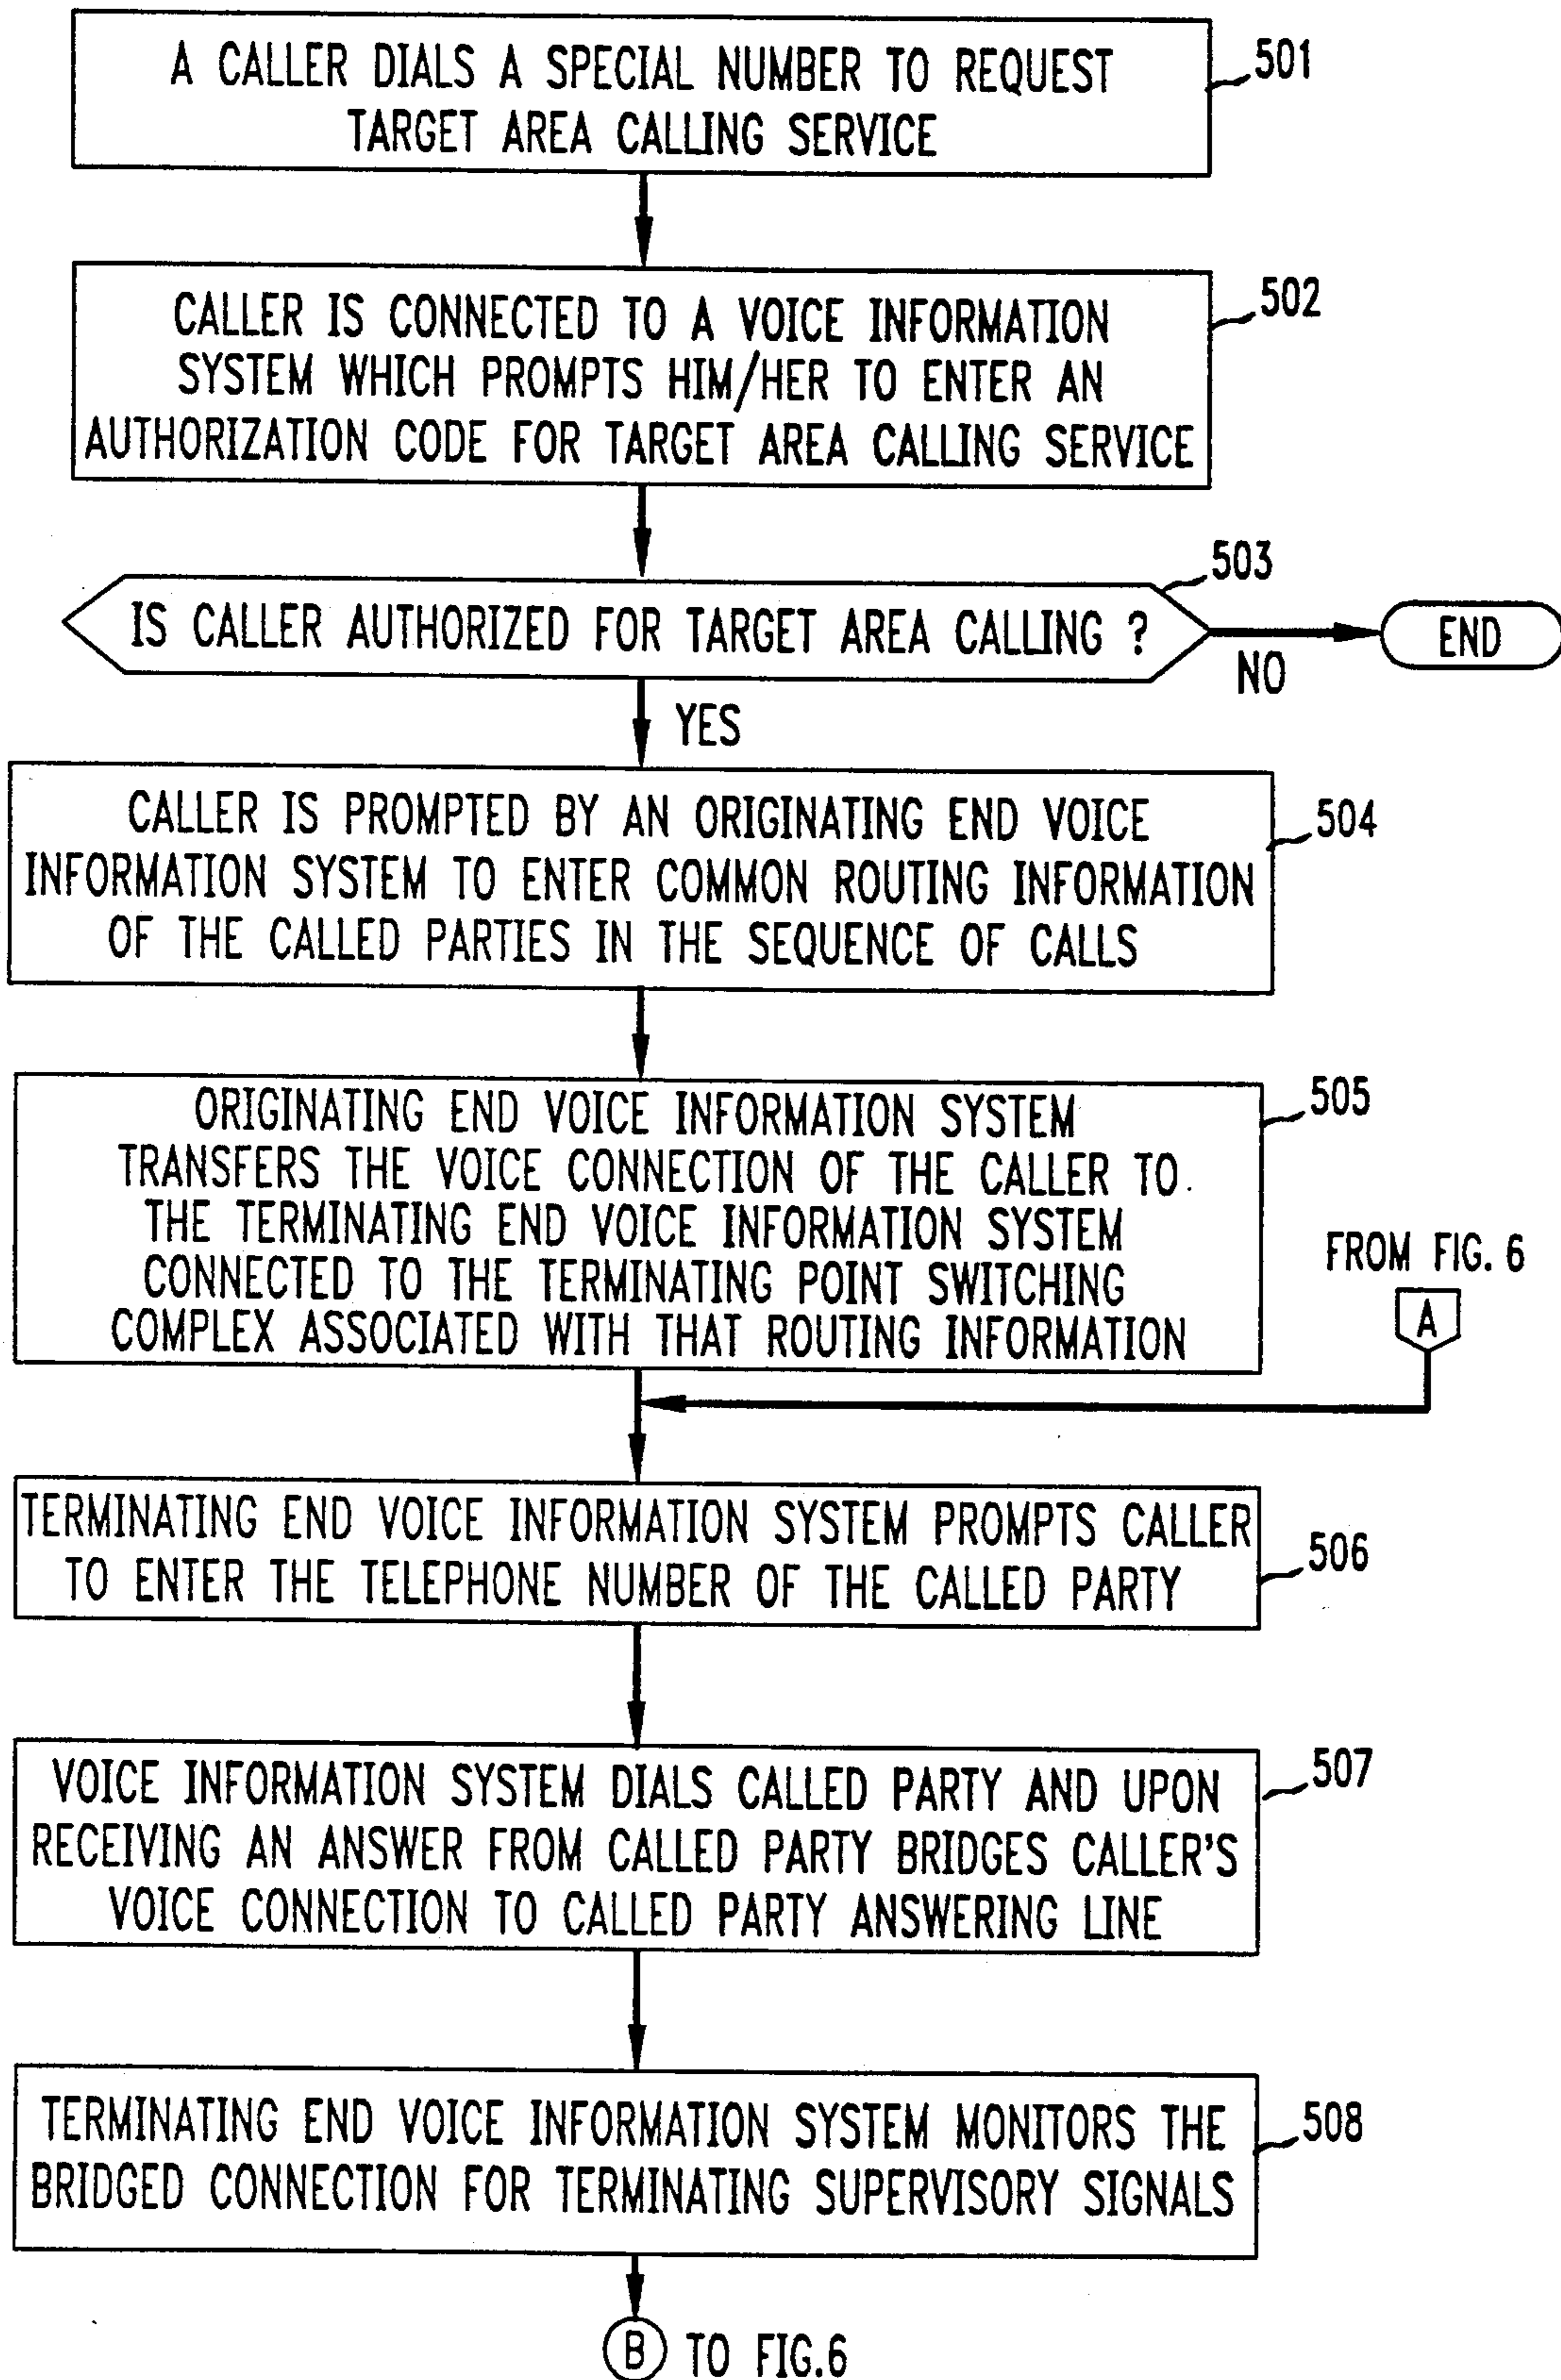 A CALLER DIALS A SPECIAL NUMBER TO REQUEST
TARGET AREA CALLING SERVICE
501
CALLER IS CONNECTED TO A VOICE INFORMATION
SYSTEM WHICH PROMPTS HIM/HER TO ENTER AN
AUTHORIZATION CODE FOR TARGET AREA CALLING SERVICE
502
IS CALLER AUTHORIZED FOR TARGET AREA CALLING ?
503
NO
END
YES
CALLER IS PROMPTED BY AN ORIGINATING END VOICE
INFORMATION SYSTEM TO ENTER COMMON ROUTING INFORMATION
OF THE CALLED PARTIES IN THE SEQUENCE OF CALLS
504
ORIGINATING END VOICE INFORMATION SYSTEM
TRANSFERS THE VOICE CONNECTION OF THE CALLER TO
THE TERMINATING END VOICE INFORMATION SYSTEM
CONNECTED TO THE TERMINATING POINT SWITCHING
COMPLEX ASSOCIATED WITH THAT ROUTING INFORMATION
505
FROM FIG. 6
A
TERMINATING END VOICE INFORMATION SYSTEM PROMPTS CALLER
TO ENTER THE TELEPHONE NUMBER OF THE CALLED PARTY
506
VOICE INFORMATION SYSTEM DIALS CALLED PARTY AND UPON
RECEIVING AN ANSWER FROM CALLED PARTY BRIDGES CALLER'S
VOICE CONNECTION TO CALLED PARTY ANSWERING LINE
507
TERMINATING END VOICE INFORMATION SYSTEM MONITORS THE
BRIDGED CONNECTION FOR TERMINATING SUPERVISORY SIGNALS
508
B TO FIG.6